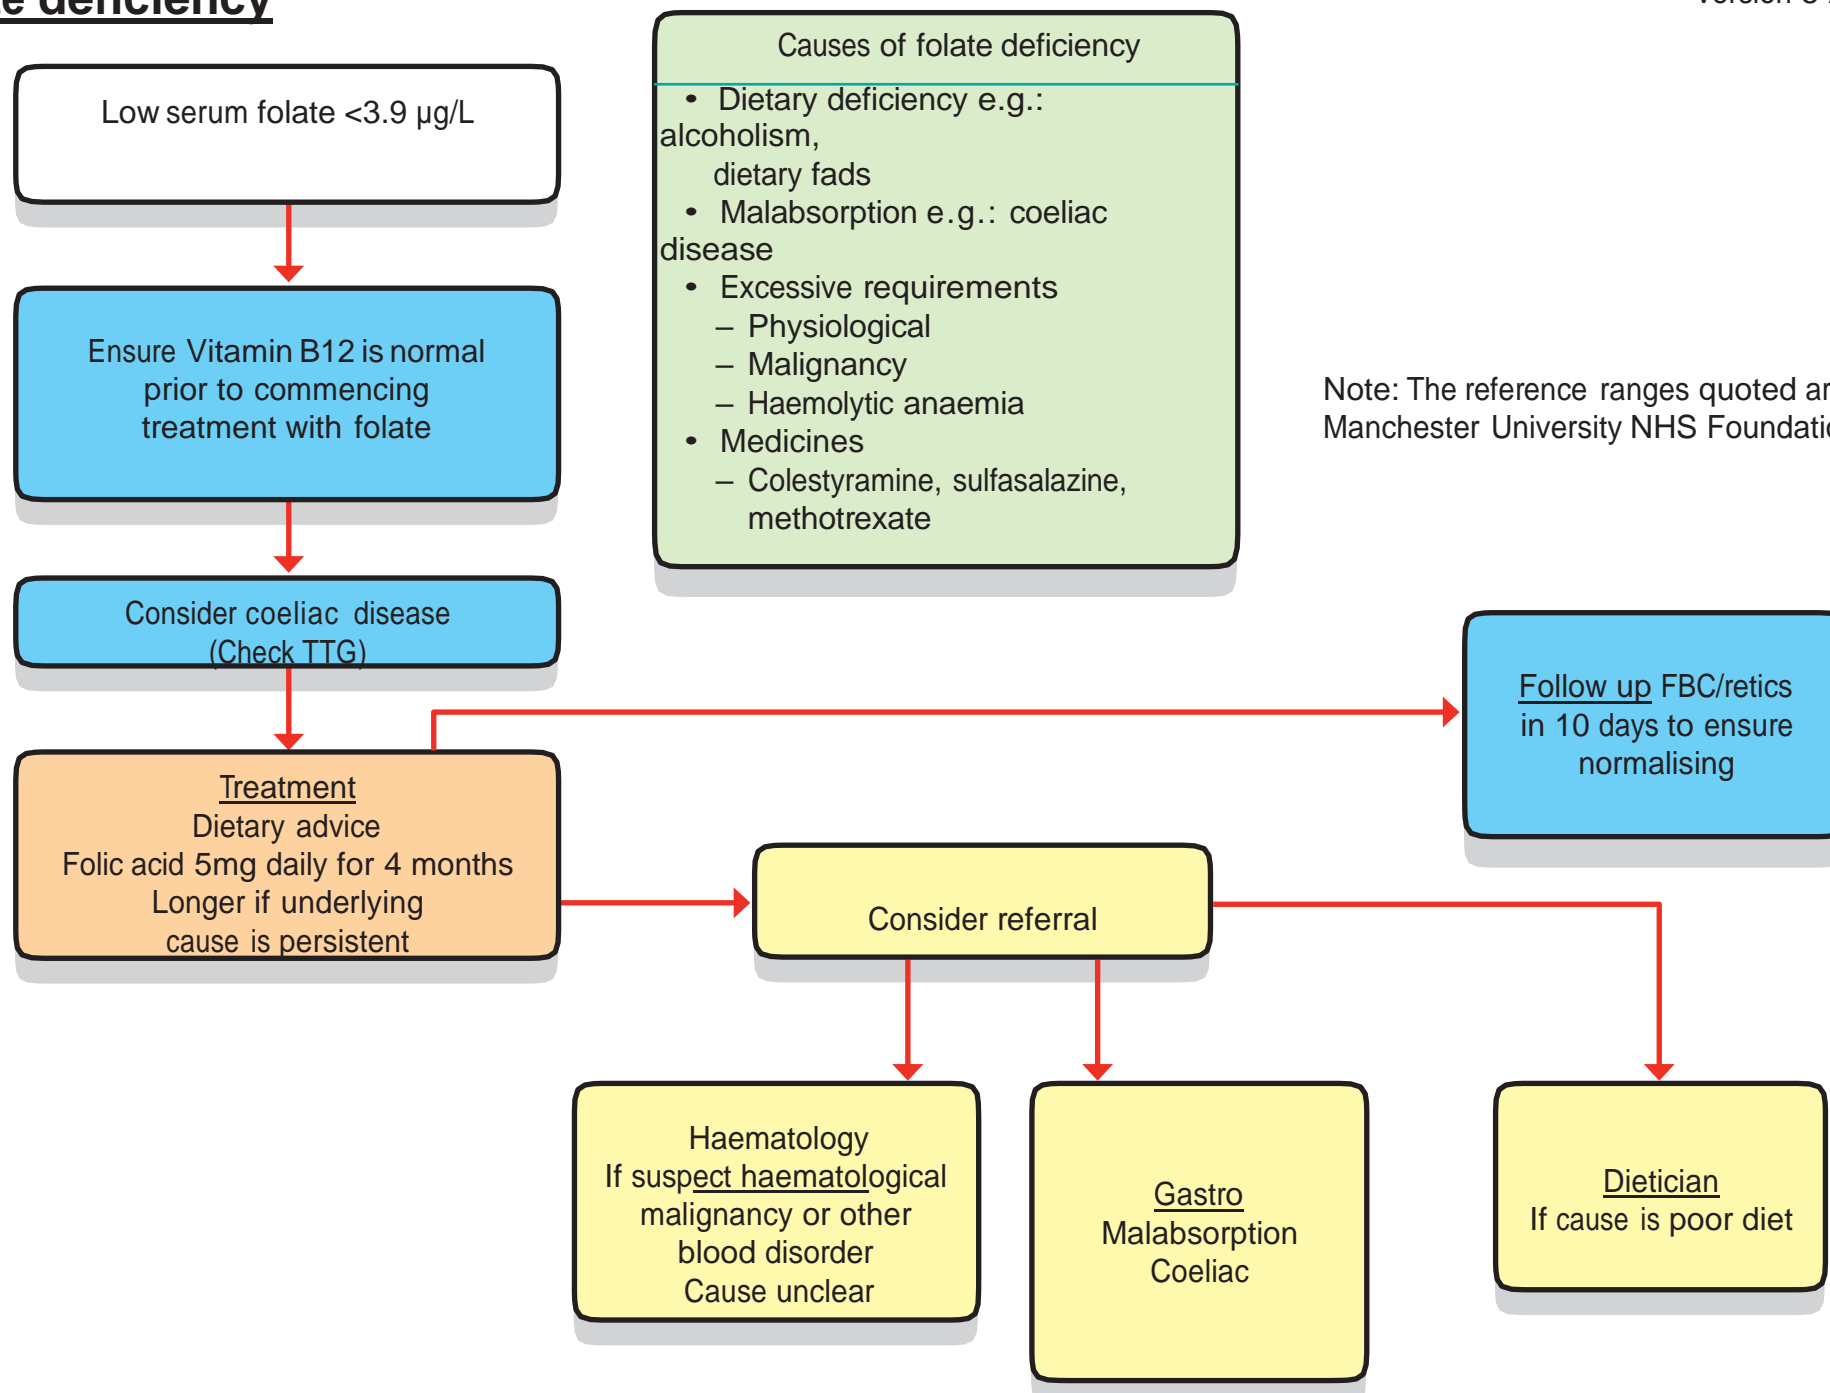 deficiency
Low serum folate <3.9 µg/L
Ensure Vitamin B12 is normal
prior to commencing
treatment with folate
Consider coeliac disease
(Check TTG)
Treatment
Dietary advice
Folic acid 5mg daily for 4 months
Longer if underlying
cause is persistent
Causes of folate deficiency
• Dietary deficiency e.g.:
alcoholism,
dietary fads
• Malabsorption e.g.: coeliac
disease
• Excessive requirements
– Physiological
– Malignancy
– Haemolytic anaemia
• Medicines
– Colestyramine, sulfasalazine,
methotrexate
Note: The reference ranges quoted
Manchester University NHS
Follow up FBC/retics
in 10 days to ensure
normalising
Consider referral
Haematology
If suspect haematological
malignancy or other
blood disorder
Cause unclear
Gastro
Malabsorption
Coeliac
Dietician
If cause is poor diet